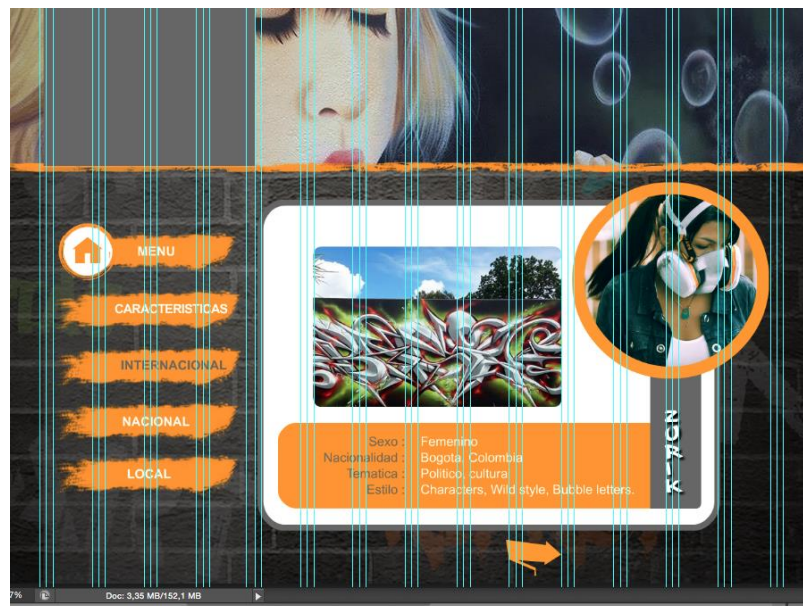 MENU
CARACTERISTICAS
INTERNACIONAL
NACIONAL
LOCAL
Sexo : Femenino
Nacionalidad : Bogota, Colombia
Tematica : Politico, cultura
Estilo : Characters, Wild style, Bubble letters.
ZURIK
7%
Doc: 3,35 MB/152,1 MB